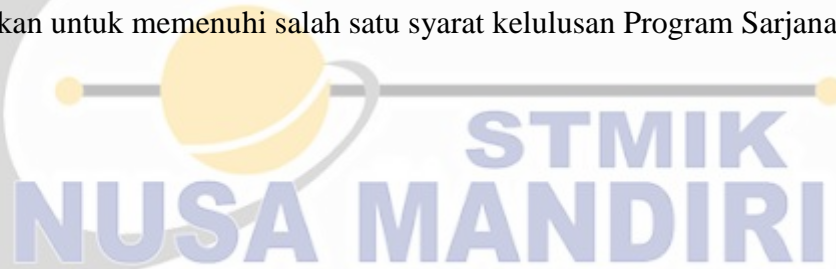 kan untuk memenuhi salah satu syarat kelulusan Program Sarjana
STMIK
NUSA MANDIRI